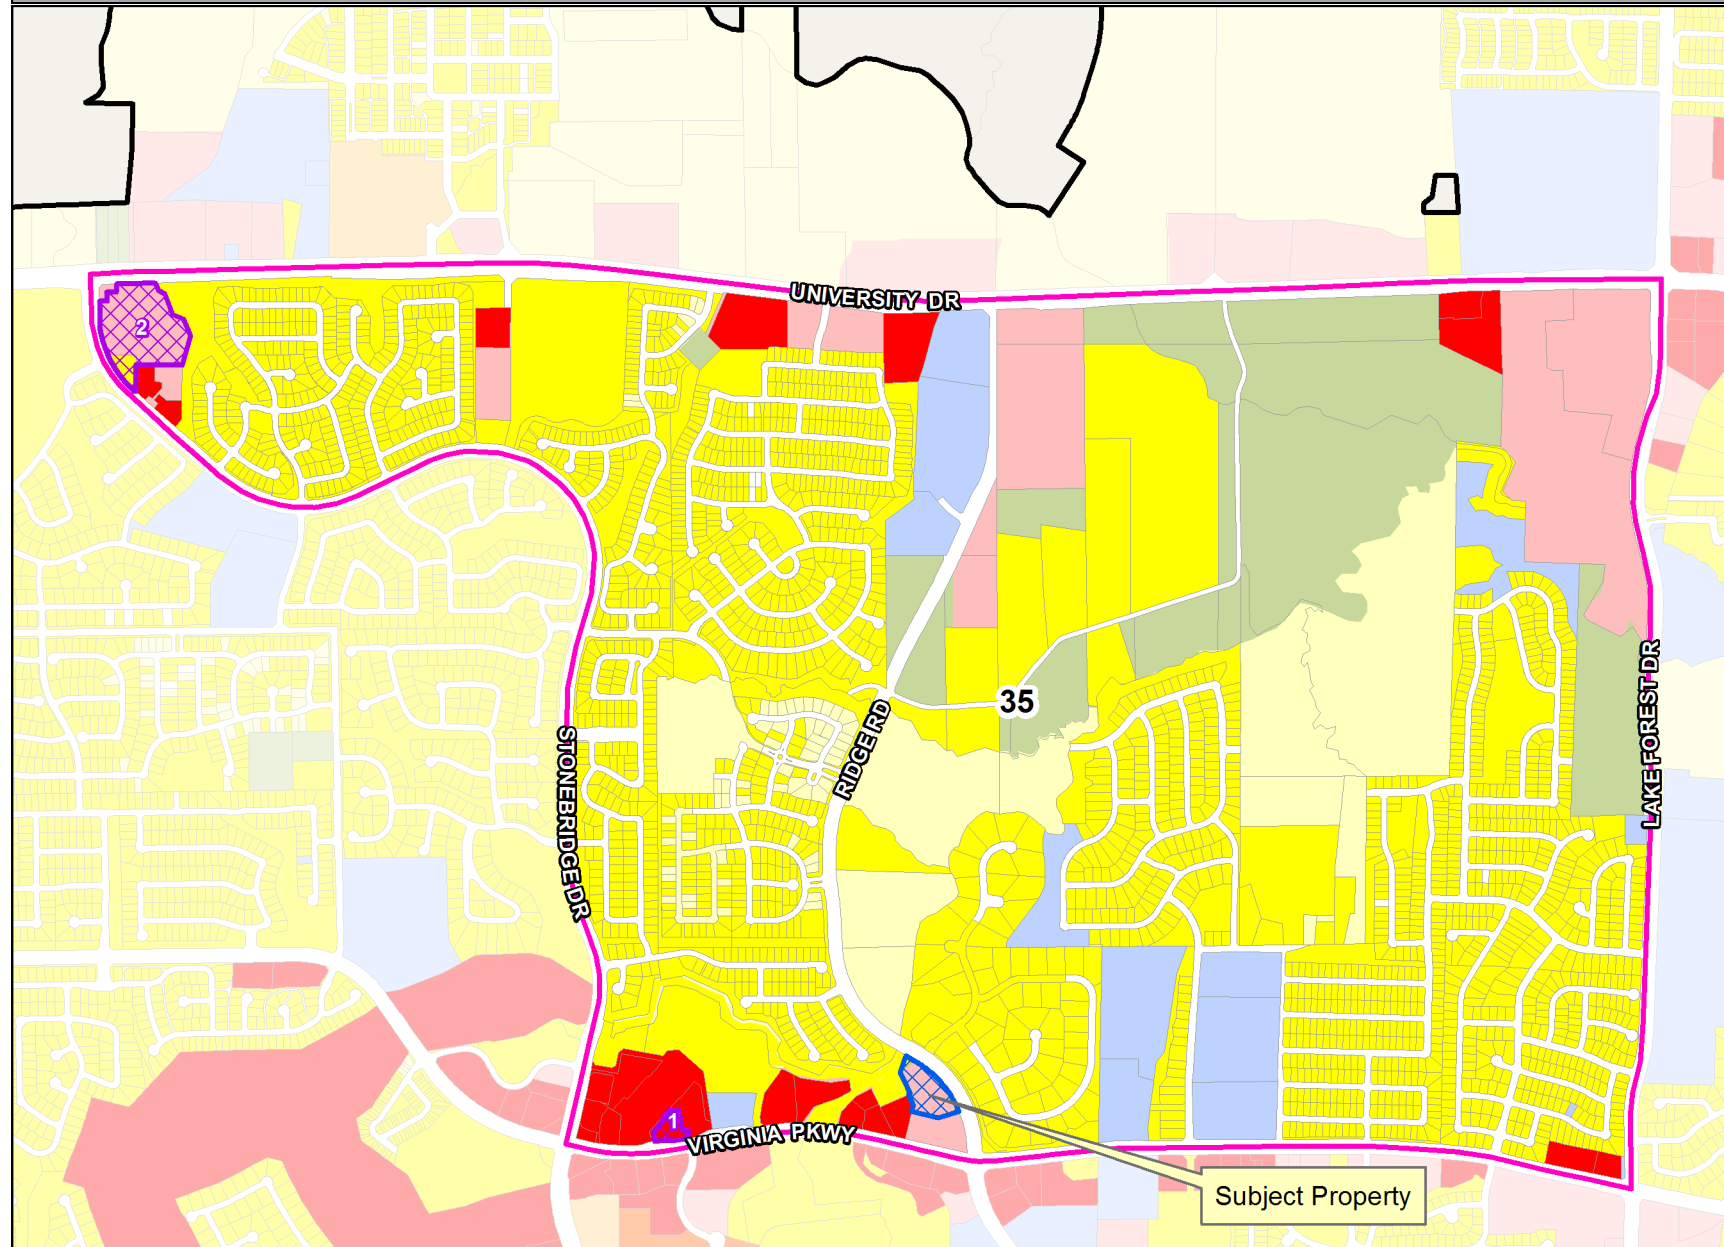 UNIVERSITY DR
2
35
RIDGE RD
STONEBRIDGE DR
LAKE FOREST DR
1
VIRGINIA PKWY
Subject Property